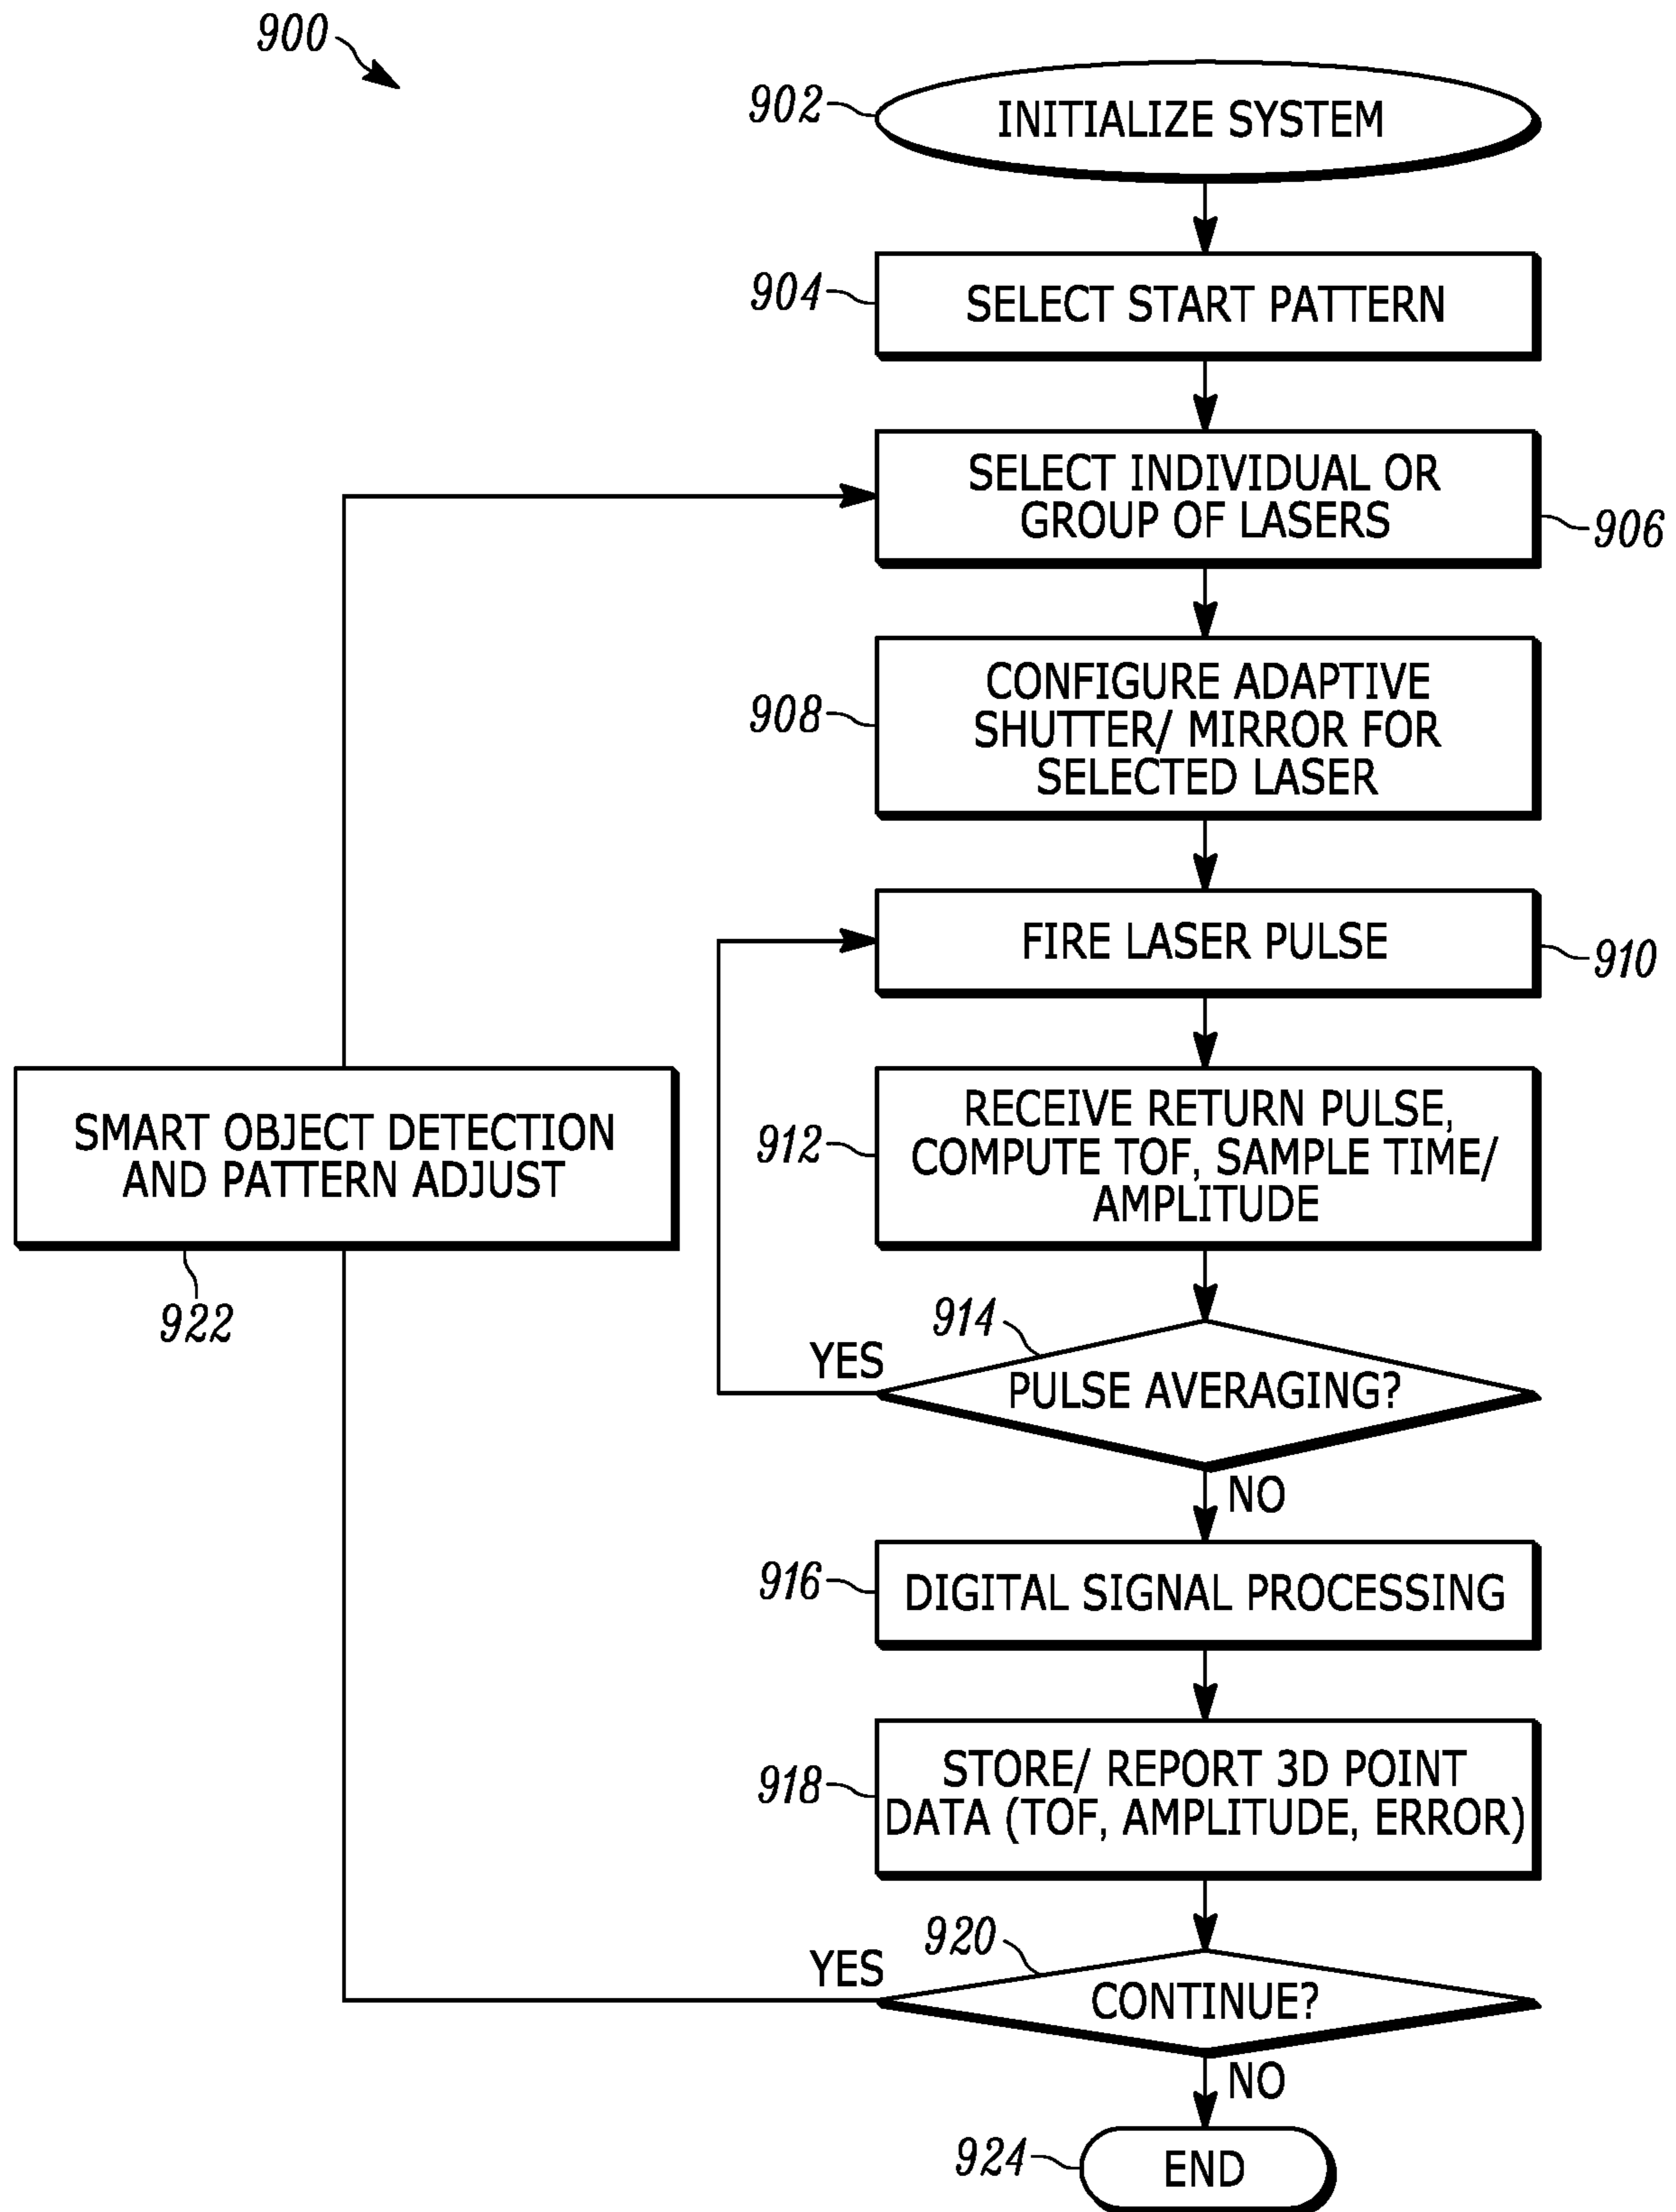 900
902
INITIALIZE SYSTEM
904
SELECT START PATTERN
SELECT INDIVIDUAL OR
GROUP OF LASERS
906
908
CONFIGURE ADAPTIVE
SHUTTER/ MIRROR FOR
SELECTED LASER
FIRE LASER PULSE
910
SMART OBJECT DETECTION
AND PATTERN ADJUST
922
912
RECEIVE RETURN PULSE,
COMPUTE TOF, SAMPLE TIME/
AMPLITUDE
914
YES
PULSE AVERAGING?
NO
916
DIGITAL SIGNAL PROCESSING
918
STORE/ REPORT 3D POINT
DATA (TOF, AMPLITUDE, ERROR)
920
YES
CONTINUE?
NO
924
END